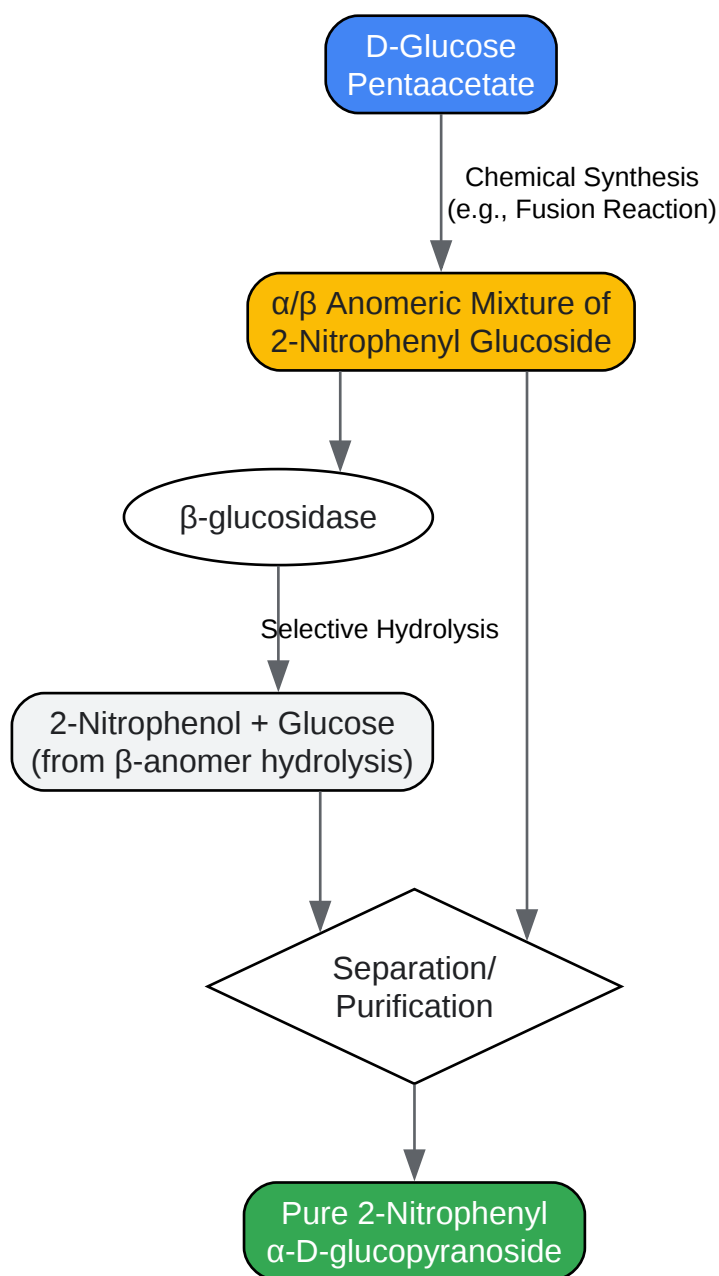 D-Glucose
Pentaacetate
Chemical Synthesis
(e.g., Fusion Reaction)
α/β Anomeric Mixture of
2-Nitrophenyl Glucoside
β-glucosidase
Selective Hydrolysis
2-Nitrophenol + Glucose
(from β-anomer hydrolysis)
Separation/
Purification
Pure 2-Nitrophenyl
α-D-glucopyranoside